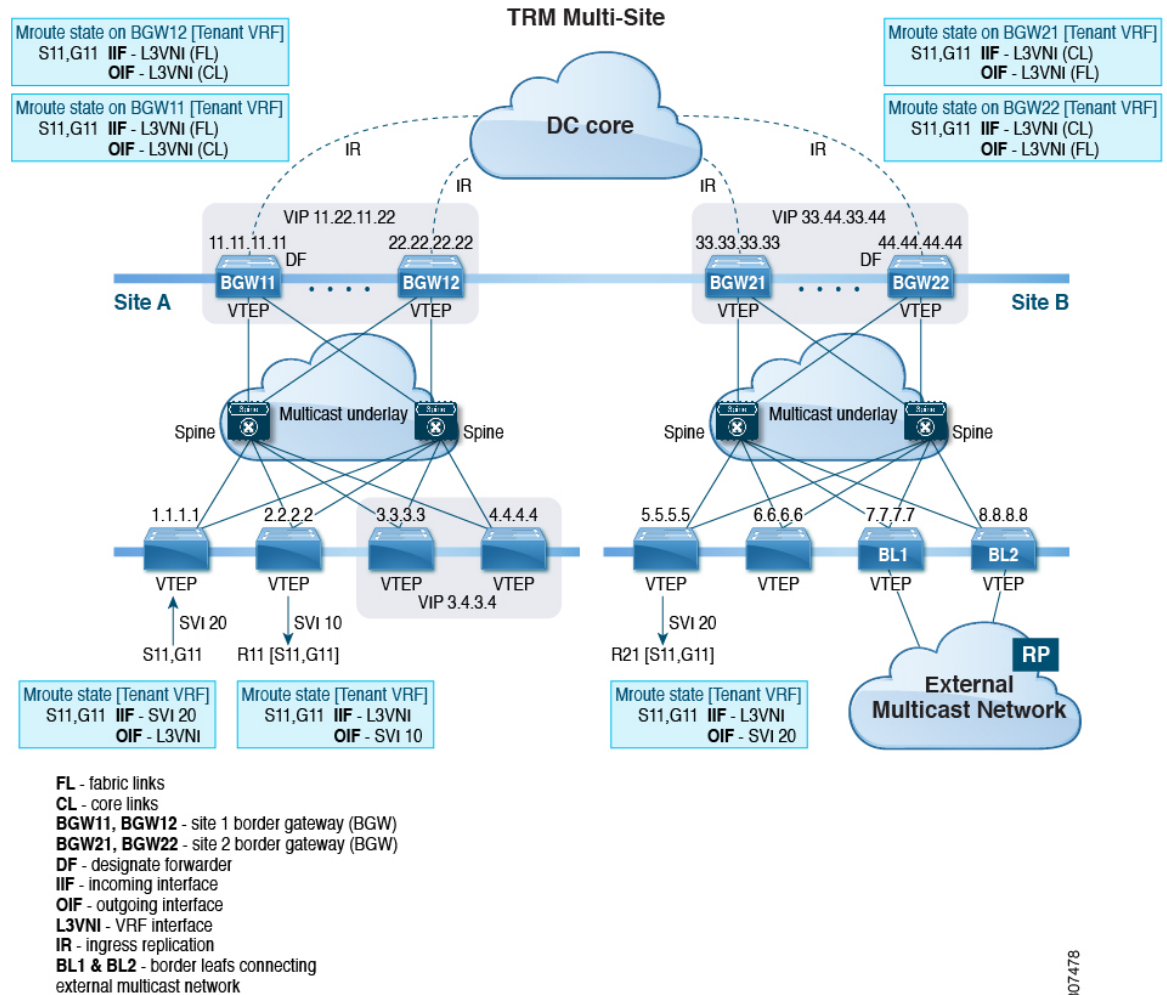 TRM Multi-Site
Mroute state on BGW12 [Tenant VRF]
S11,G11 IIF - L3VNI (FL)
OIF - L3VNI (CL)
Mroute state on BGW11 [Tenant VRF]
S11,G11 IIF - L3VNI (FL)
OIF - L3VNI (CL)
DC core
Mroute state on BGW21 [Tenant VRF]
S11,G11 IIF - L3VNI (CL)
OIF - L3VNI (FL)
Mroute state on BGW22 [Tenant VRF]
S11,G11 IIF - L3VNI (CL)
OIF - L3VNI (FL)
IR
IR
IR
IR
VIP 11.22.11.22
11.11.11.11
DF
22.22.22.22
VIP 33.44.33.44
33.33.33.33
44.44.44.44
DF
Site A
BGW11
BGW12
BGW21
BGW22
Site B
VTEP
VTEP
VTEP
VTEP
Spine
Multicast underlay
Spine
Spine
Spine
Spine
Multicast underlay
Spine
Spine
Spine
1.1.1.1
2.2.2.2
3.3.3.3
4.4.4.4
5.5.5.5
6.6.6.6
7.7.7.7
8.8.8.8
BL1
BL2
VTEP
VTEP
VTEP
VTEP
VTEP
VTEP
VTEP
VTEP
VIP 3.4.3.4
SVI 20
SVI 10
SVI 20
S11,G11
R11 [S11,G11]
R21 [S11,G11]
RP
External
Multicast Network
Mroute state [Tenant VRF]
S11,G11 IIF - SVI 20
OIF - L3VNI
Mroute state [Tenant VRF]
S11,G11 IIF - L3VNI
OIF - SVI 10
Mroute state [Tenant VRF]
S11,G11 IIF - L3VNI
OIF - SVI 20
FL - fabric links
CL - core links
BGW11, BGW12 - site 1 border gateway (BGW)
BGW21, BGW22 - site 2 border gateway (BGW)
DF - designate forwarder
IIF - incoming interface
OIF - outgoing interface
L3VNI - VRF interface
IR - ingress replication
BL1 & BL2 - border leafs connecting
external multicast network